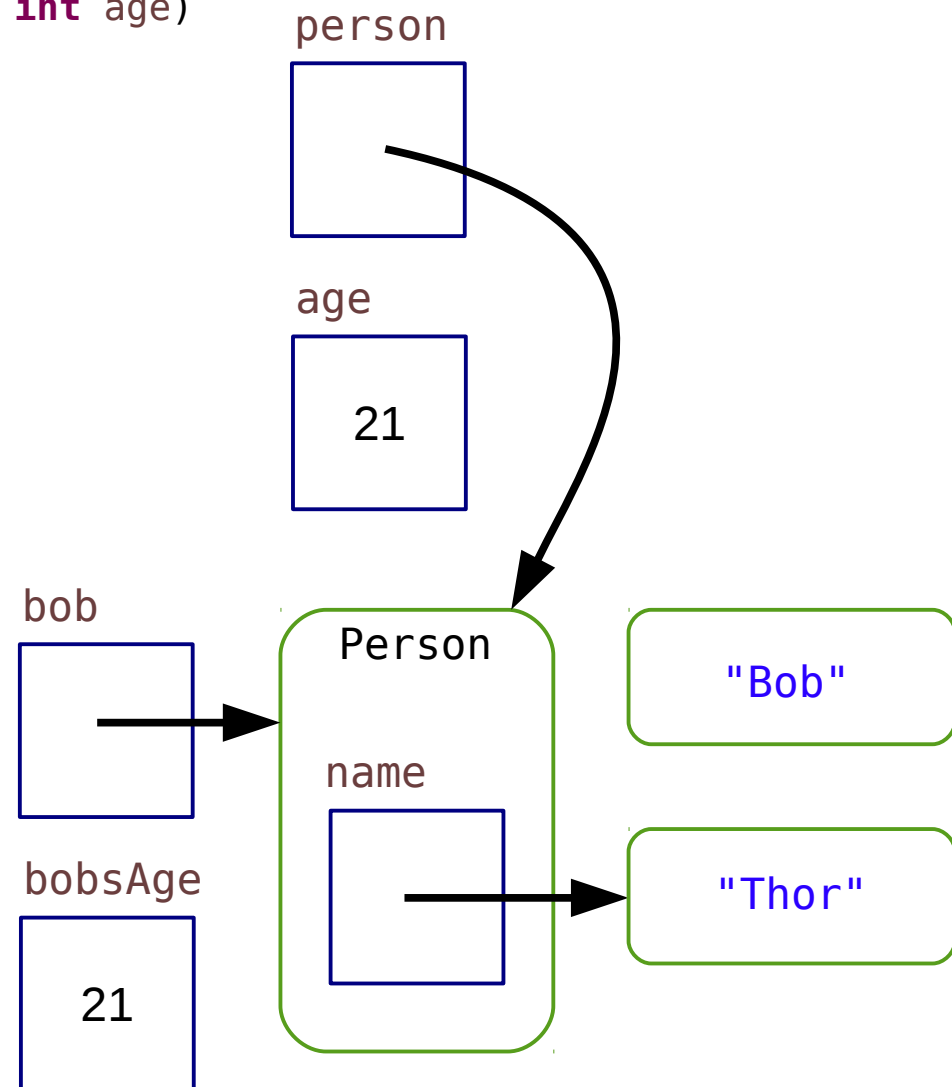 int age)
person
age
21
bob
Person
"Bob"
name
"Thor"
bobsAge
21